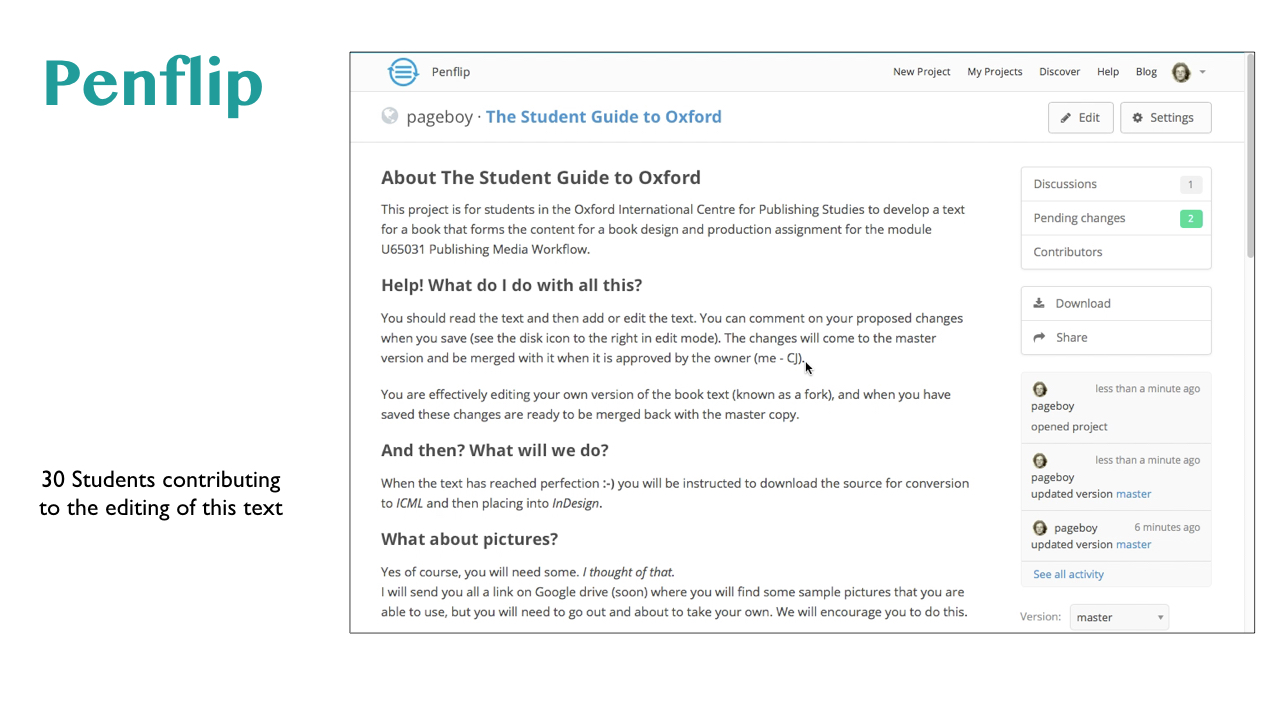 Penflip
30 Students contributing
to the editing of this text
Penflip
New Project My Projects Discover Help Blog
pageboy · The Student Guide to Oxford
Edit Settings
About The Student Guide to Oxford
This project is for students in the Oxford International Centre for Publishing Studies to develop a text
for a book that forms the content for a book design and production assignment for the module
U65031 Publishing Media Workflow.
Help! What do I do with all this?
You should read the text and then add or edit the text. You can comment on your proposed changes
when you save (see the disk icon to the right in edit mode). The changes will come to the master
version and be merged with it when it is approved by the owner (me - CJ).
You are effectively editing your own version of the book text (known as a fork), and when you have
saved these changes are ready to be merged back with the master copy.
And then? What will we do?
When the text has reached perfection :-) you will be instructed to download the source for conversion
to ICML and then placing into InDesign.
What about pictures?
Yes of course, you will need some. I thought of that.
I will send you all a link on Google drive (soon) where you will find some sample pictures that you are
able to use, but you will need to go out and about to take your own. We will encourage you to do this.
Discussions 1
Pending changes 2
Contributors
Download
Share
less than a minute ago
pageboy
opened project
less than a minute ago
pageboy
updated version master
pageboy 6 minutes ago
updated version master
See all activity
Version: master